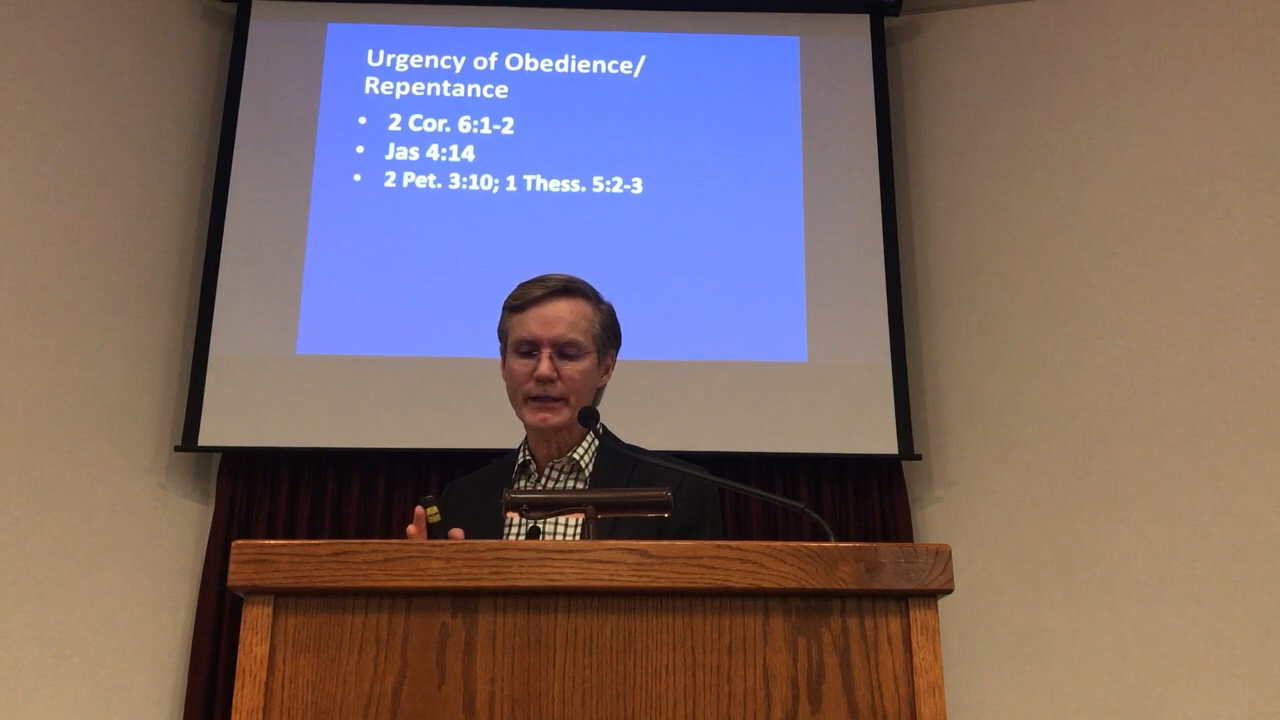 Urgency of Obedience/
Repentance
• 2 Cor. 6:1-2
• Jas 4:14
• 2 Pet. 3:10; 1 Thess. 5:2-3